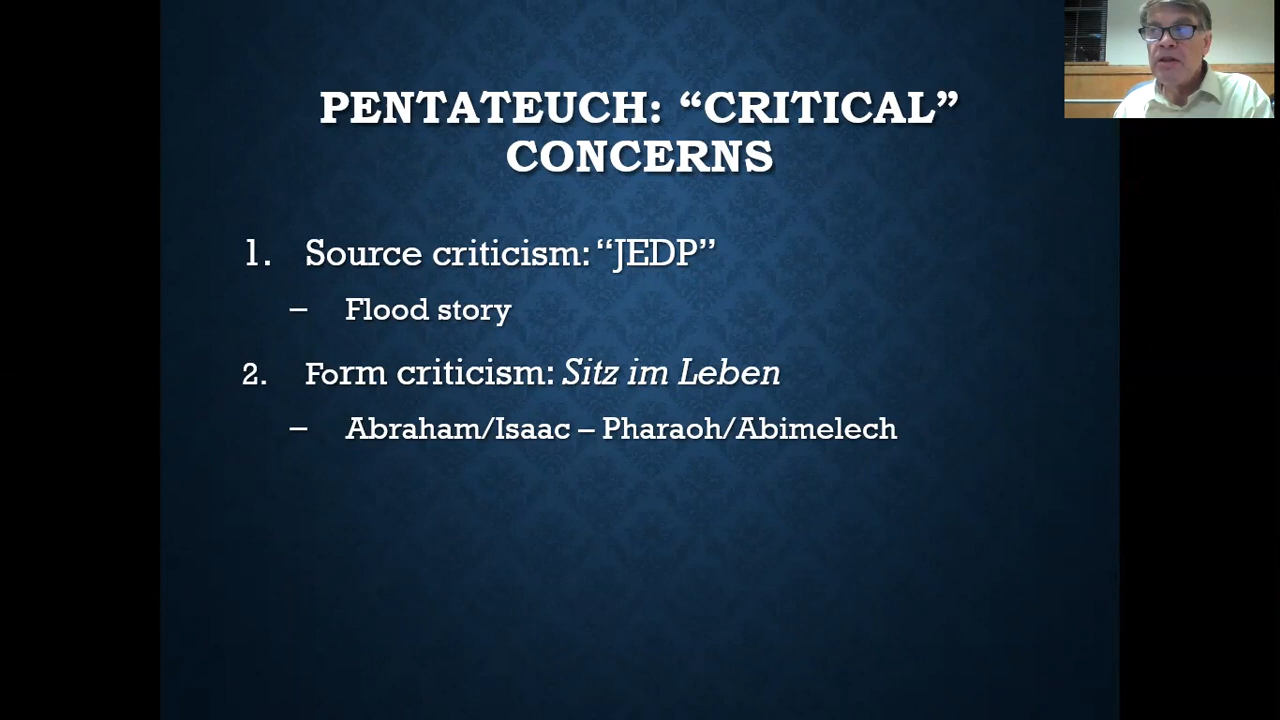 PENTATEUCH: “CRITICAL”
CONCERNS
1. Source criticism: “JEDP”
– Flood story
2. Form criticism: Sitz im Leben
– Abraham/Isaac – Pharaoh/Abimelech